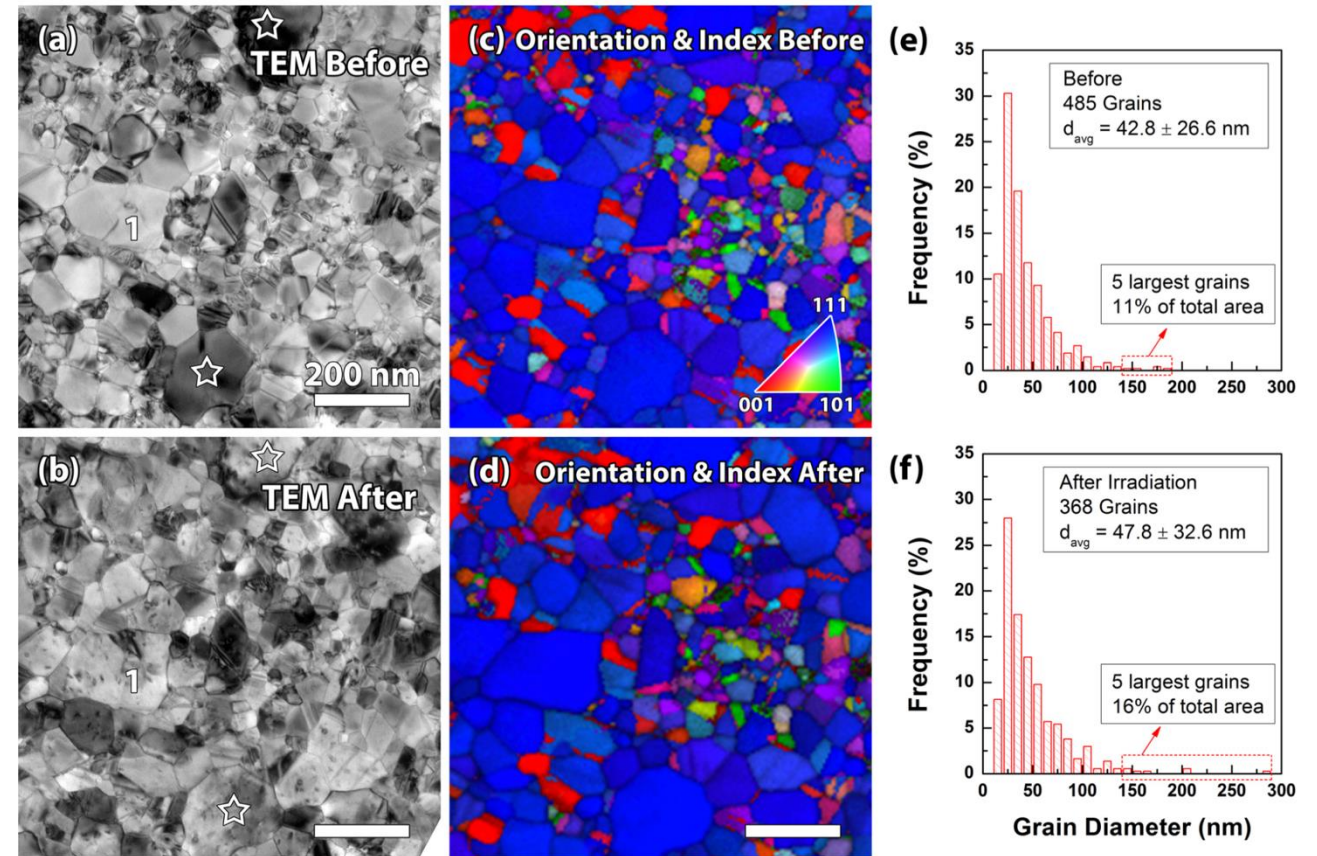 (a)
TEM Before
1
200 nm
(b)
TEM After
1
(c) Orientation & Index Before
111
001
101
(d) Orientation & Index After
(e)
Frequency (%)
35
30
25
20
15
10
5
0
Before
485 Grains
d_avg = 42.8 ± 26.6 nm
5 largest grains
11% of total area
0 50 100 150 200 250 300
(f)
Frequency (%)
35
30
25
20
15
10
5
0
After Irradiation
368 Grains
d_avg = 47.8 ± 32.6 nm
5 largest grains
16% of total area
0 50 100 150 200 250 300
Grain Diameter (nm)